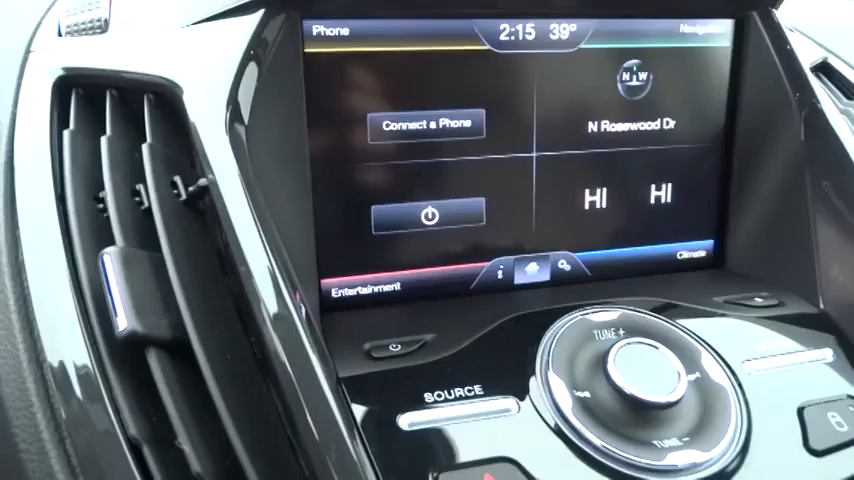 Phone
2:15 39°
Navigation
Connect a Phone
N W
N Rosewood Dr
HI HI
i
Entertainment
Climate
TUNE +
SOURCE
TUNE -